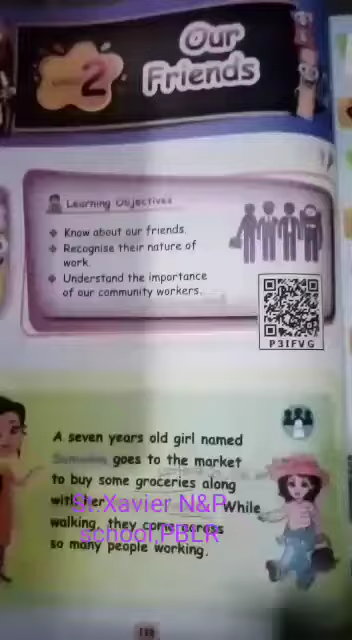 2
Our
Friends
Learning Objectives
Know about our friends.
Recognise their nature of
work.
Understand the importance
of our community workers.
P3IFVG
A seven years old girl named
goes to the market
to buy some groceries along
with her While
walking, they come across
so many people working.
St.Xavier N&P
school,PBLR